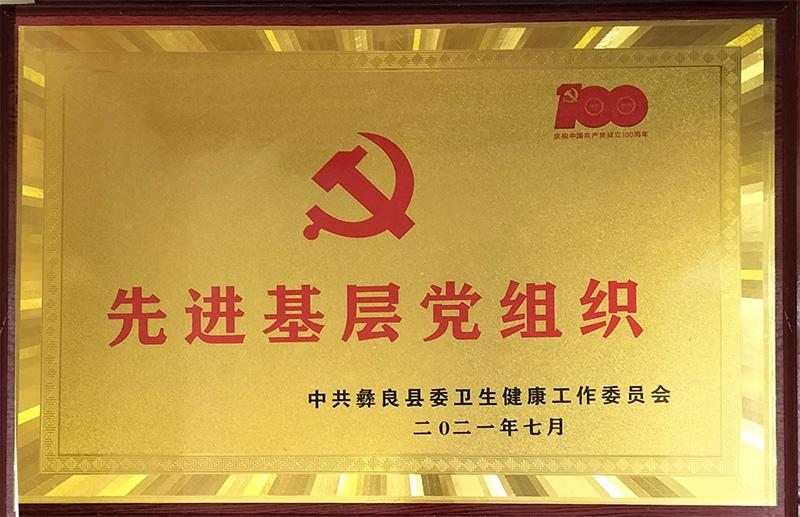 100
庆祝中国共产党成立100周年
先进基层党组织
中共彝良县委卫生健康工作委员会
二0二一年七月